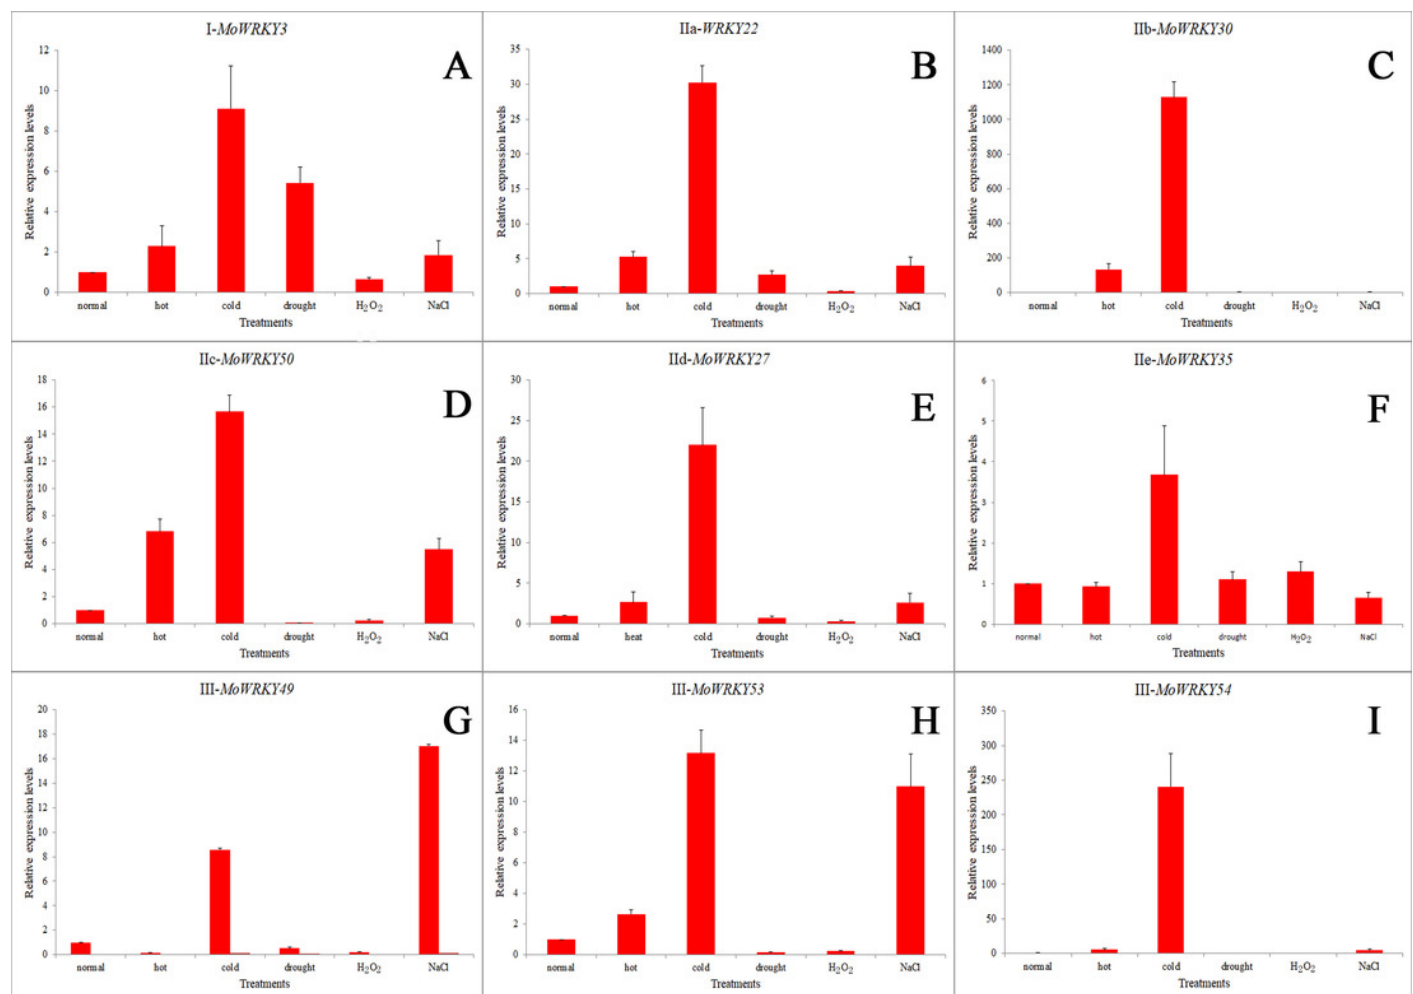 I-MoWRKY3
A
Relative expression levels
12
10
8
6
4
2
0
normal hot cold drought H₂O₂ NaCl
Treatments
IIa-WRKY22
B
Relative expression levels
35
30
25
20
15
10
5
0
normal hot cold drought H₂O₂ NaCl
Treatments
IIb-MoWRKY30
C
Relative expression levels
1400
1200
1000
800
600
400
200
0
normal hot cold drought H₂O₂ NaCl
Treatments
IIc-MoWRKY50
D
Relative expression levels
18
16
14
12
10
8
6
4
2
0
normal hot cold drought H₂O₂ NaCl
Treatments
IId-MoWRKY27
E
Relative expression levels
30
25
20
15
10
5
0
normal heat cold drought H₂O₂ NaCl
Treatments
IIe-MoWRKY35
F
Relative expression levels
6
5
4
3
2
1
0
normal hot cold drought H₂O₂ NaCl
Treatments
III-MoWRKY49
G
Relative expression levels
20
18
16
14
12
10
8
6
4
2
0
normal hot cold drought H₂O₂ NaCl
Treatments
III-MoWRKY53
H
Relative expression levels
16
14
12
10
8
6
4
2
0
normal hot cold drought H₂O₂ NaCl
Treatments
III-MoWRKY54
I
Relative expression levels
350
300
250
200
150
100
50
0
normal hot cold drought H₂O₂ NaCl
Treatments